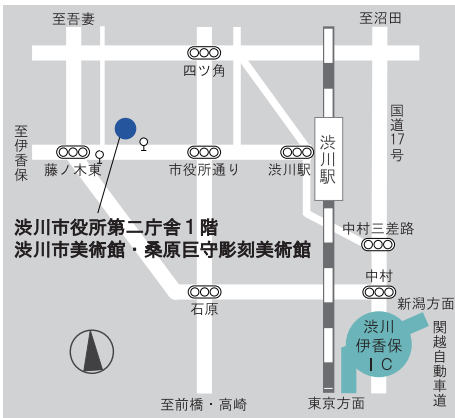 至吾妻
至沼田
四ツ角
国道17号
至伊香保
藤ノ木東
市役所通り
渋川駅
渋川駅
渋川市役所第二庁舎1階
渋川市美術館・桑原巨守彫刻美術館
中村三差路
中村
石原
新潟方面
渋川
伊香保
IC
関越自動車道
至前橋・高崎
東京方面